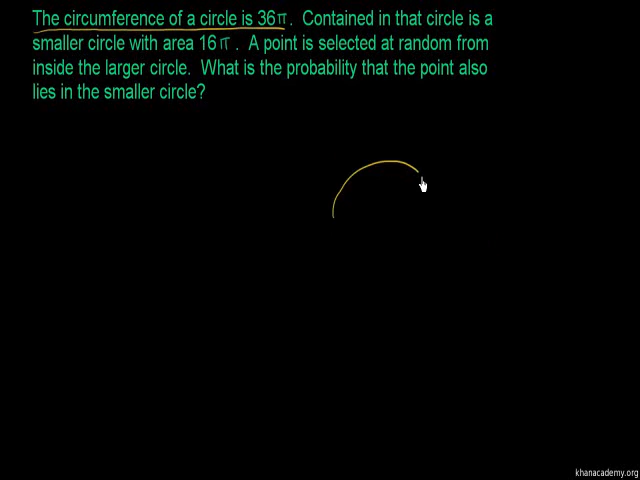 The circumference of a circle is 36π. Contained in that circle is a
smaller circle with area 16π. A point is selected at random from
inside the larger circle. What is the probability that the point also
lies in the smaller circle?
khanacademy.org